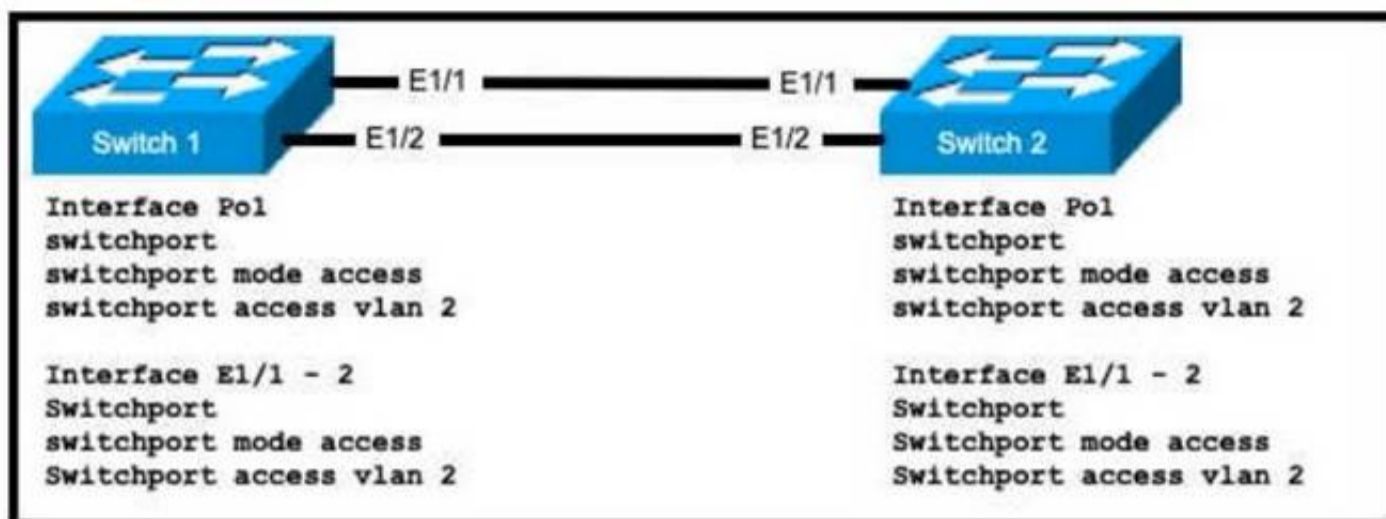 E1/1 E1/1
E1/2 E1/2
Switch 1
Switch 2
Interface Po1
switchport
switchport mode access
switchport access vlan 2
Interface E1/1 - 2
Switchport
switchport mode access
Switchport access vlan 2
Interface Po1
switchport
switchport mode access
switchport access vlan 2
Interface E1/1 - 2
Switchport
Switchport mode access
Switchport access vlan 2